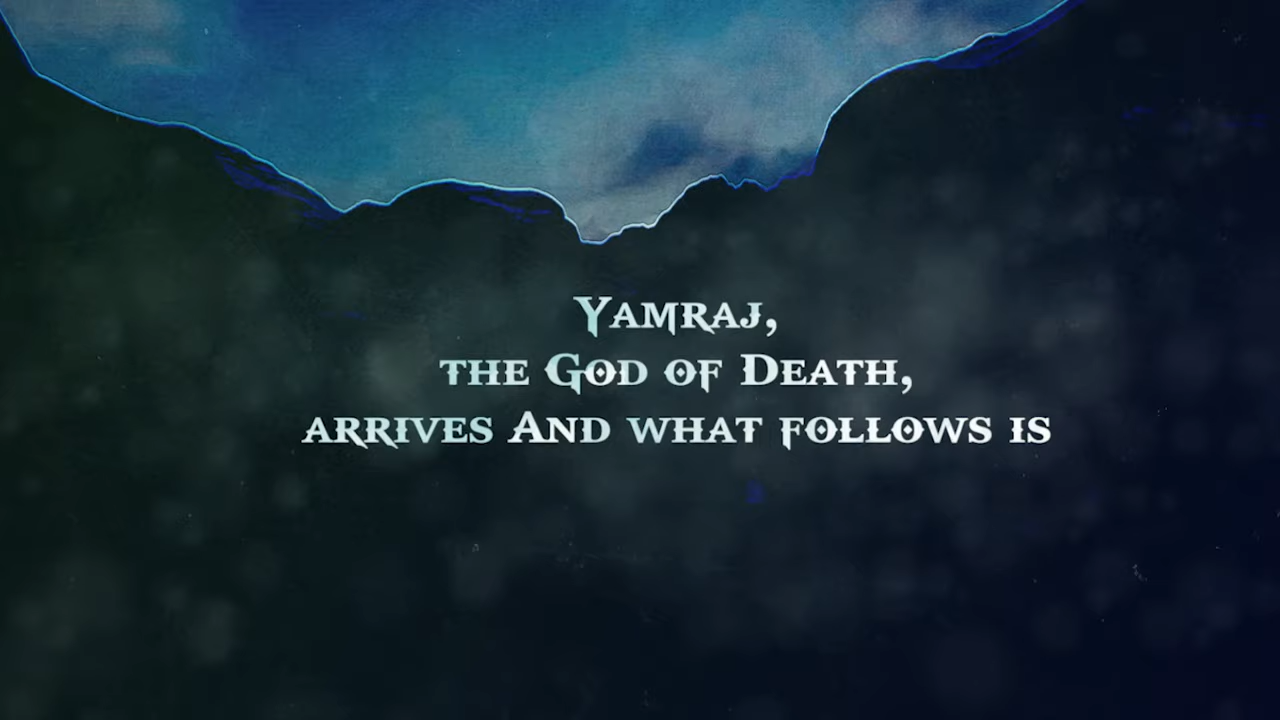 Yamraj,
the God of Death,
arrives And what follows is